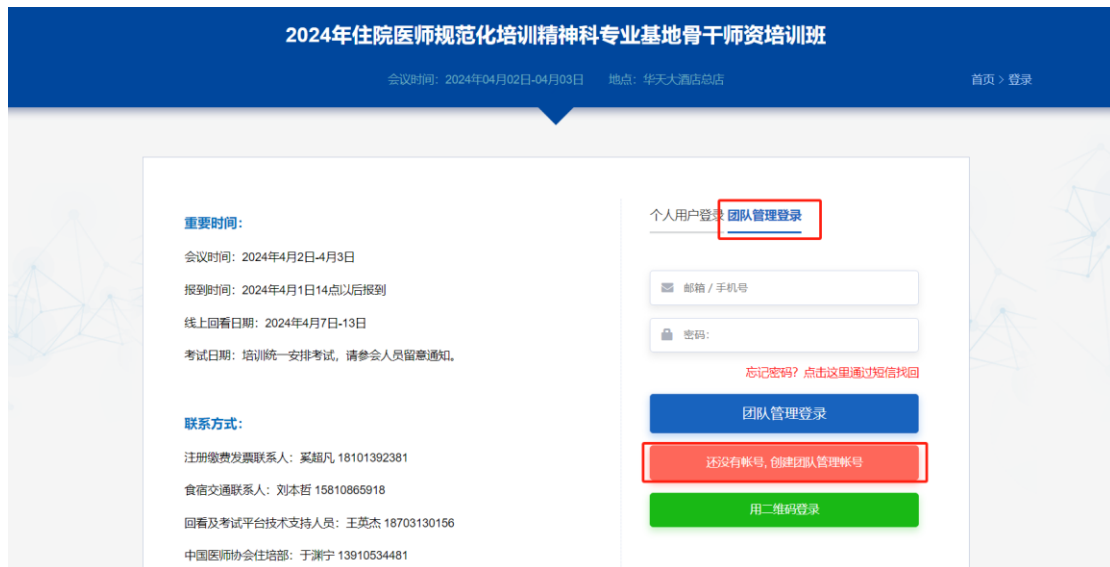 2024年住院医师规范化培训精神科专业基地骨干师资培训班
会议时间：2024年04月02日-04月03日 地点：华天大酒店总店
首页 > 登录
重要时间：
会议时间：2024年4月2日-4月3日
报到时间：2024年4月1日14点以后报到
线上回看日期：2024年4月7日-13日
考试日期：培训统一安排考试，请参会人员留意通知。
联系方式：
注册缴费发票联系人：奚超凡 18101392381
食宿交通联系人：刘本哲 15810865918
回看及考试平台技术支持人员：王英杰 18703130156
中国医师协会住培部：于渊宁 13910534481
个人用户登录 团队管理登录
邮箱 / 手机号
密码：
忘记密码？点击这里通过短信找回
团队管理登录
还没有帐号, 创建团队管理帐号
用二维码登录